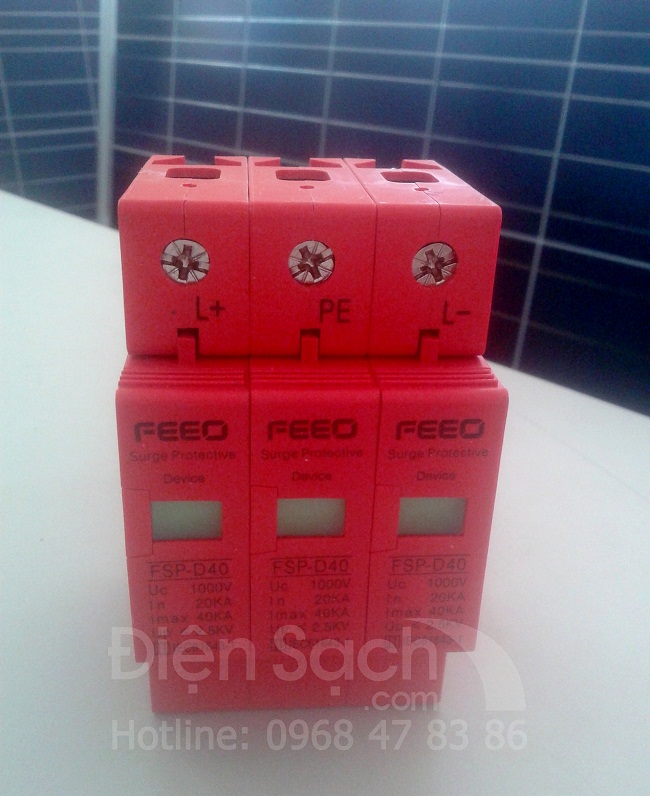 L+ PE L-
FEEO FEEO FEEO
Surge Protective Surge Protective Surge Protective
Device Device Device
FSP-D40 FSP-D40 FSP-D40
Uc 1000V Uc 1000V Uc 1000V
In 20KA In 20KA In 20KA
Imax 40KA Imax 40KA Imax 40KA
2.5KV
Điện Sạch
.com
Hotline: 0968 47 83 86